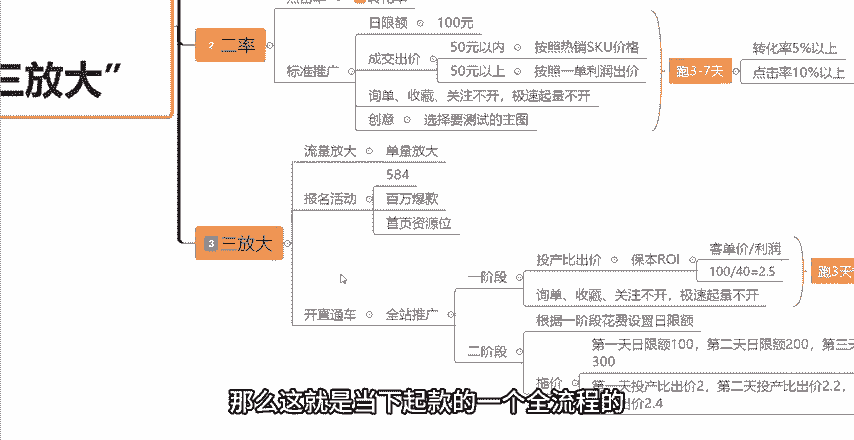 转化率
2 二率
三放大”
日限额
100元
标准推广
成交出价
50元以内
按照热销SKU价格
50元以上
按照一单利润出价
询单、收藏、关注不开，极速起量不开
创意
选择要测试的主图
跑3-7天
转化率5%以上
点击率10%以上
3 三放大
流量放大
单量放大
报名活动
584
百万爆款
首页资源位
开直通车
全站推广
一阶段
投产比出价
保本ROI
客单价/利润
100/40=2.5
询单、收藏、关注不开，极速起量不开
跑3天
二阶段
根据一阶段花费设置日限额
第一天日限额100，第二天日限额200，第三天
300
拖价
第一天投产比出价2，第二天投产比出价2.2，
出价2.4
那么这就是当下起款的一个全流程的